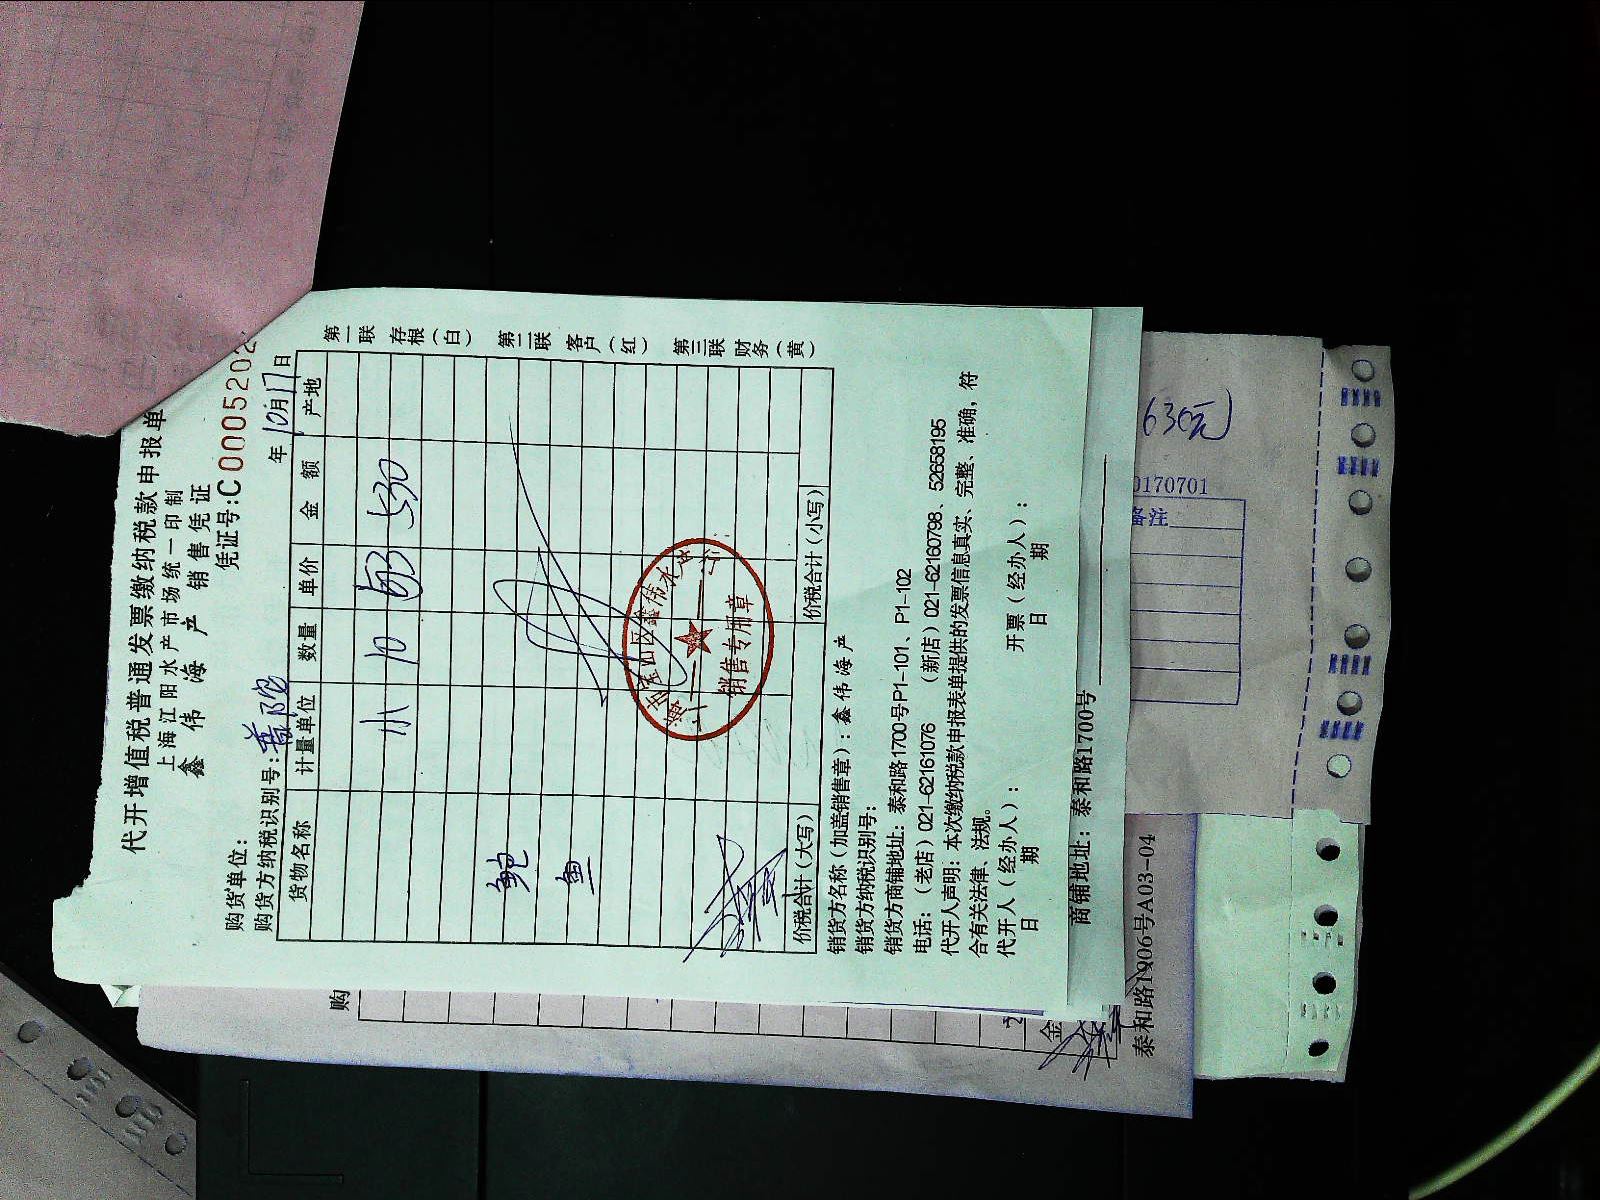 代开增值税普通发票缴纳税款申报单
上海江阳水产市场统一印制
鑫伟海产 销售凭证
凭证号:C0005202
购货单位:
购货方纳税识别号:普陀
年10月17日
货物名称 计量单位 数量 单价 金额 产地
10 53 530
鲍
鱼
价税合计(大写) 价税合计(小写)
第一联 存根(白)
第二联 客户(红)
第三联 财务(黄)
销售专用章
销货方名称(加盖销售章):鑫伟海产
销货方纳税识别号:
销货方商铺地址:泰和路1700号P1-101、P1-102
电话:(老店)021-62161076 (新店)021-62160798、52658195
代开人声明:本次缴纳税款申报表单提供的发票信息真实、完整、准确,符
合有关法律、法规。
代开人(经办人): 开票(经办人):
日 期 日 期
商铺地址:泰和路1700号
630元
0170701
备注
购
金
泰和路1906号A03-04